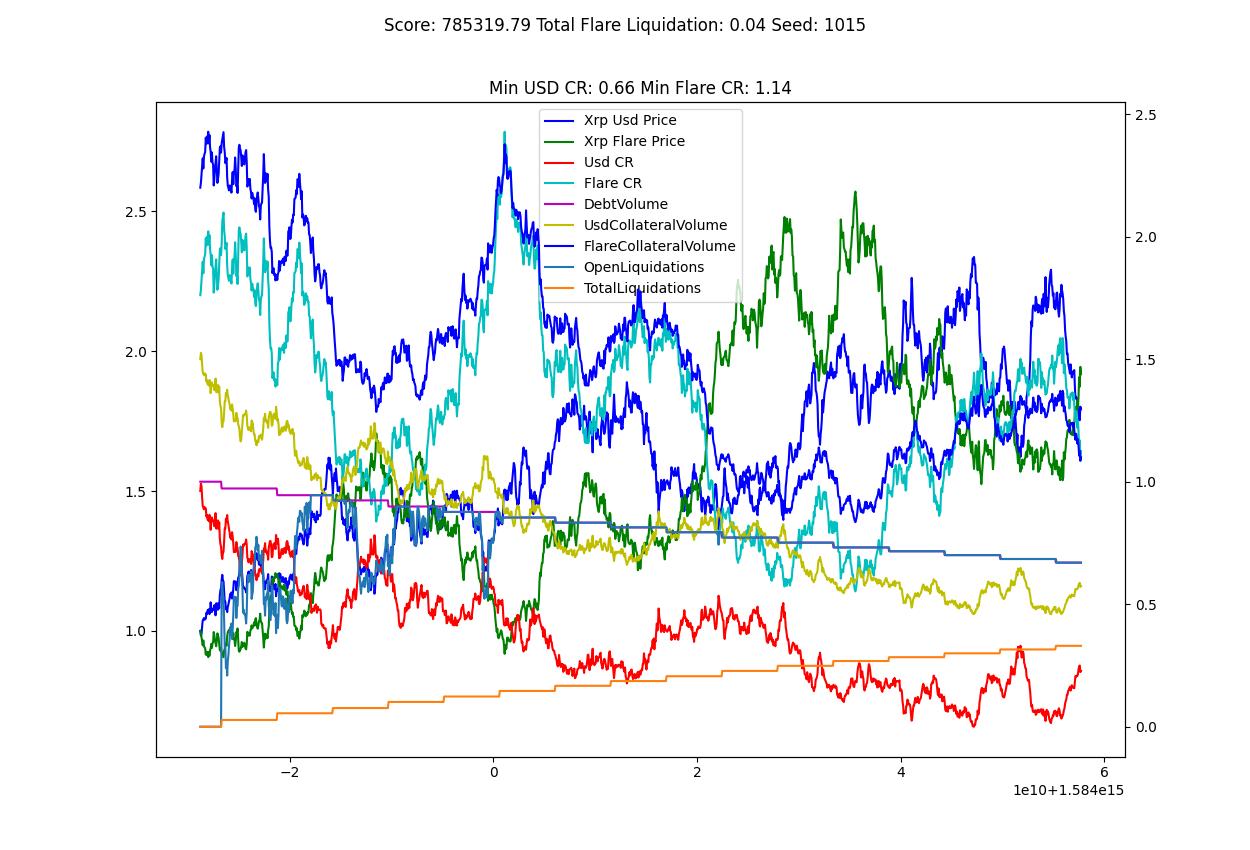 Score: 785319.79 Total Flare Liquidation: 0.04 Seed: 1015
Min USD CR: 0.66 Min Flare CR: 1.14
Xrp Usd Price
Xrp Flare Price
Usd CR
Flare CR
DebtVolume
UsdCollateralVolume
FlareCollateralVolume
OpenLiquidations
TotalLiquidations
2.5
2.0
1.5
1.0
2.5
2.0
1.5
1.0
0.5
0.0
−2 0 2 4 6
1e10+1.584e15